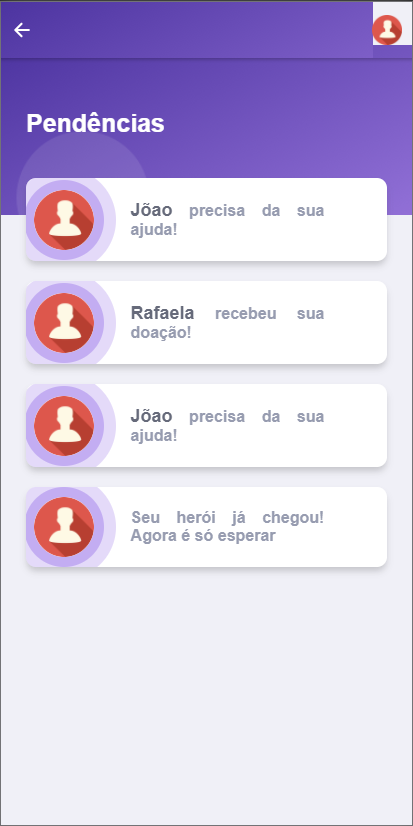 Pendências
Jõao precisa da sua
ajuda!
Rafaela recebeu sua
doação!
Jõao precisa da sua
ajuda!
Seu herói já chegou!
Agora é só esperar